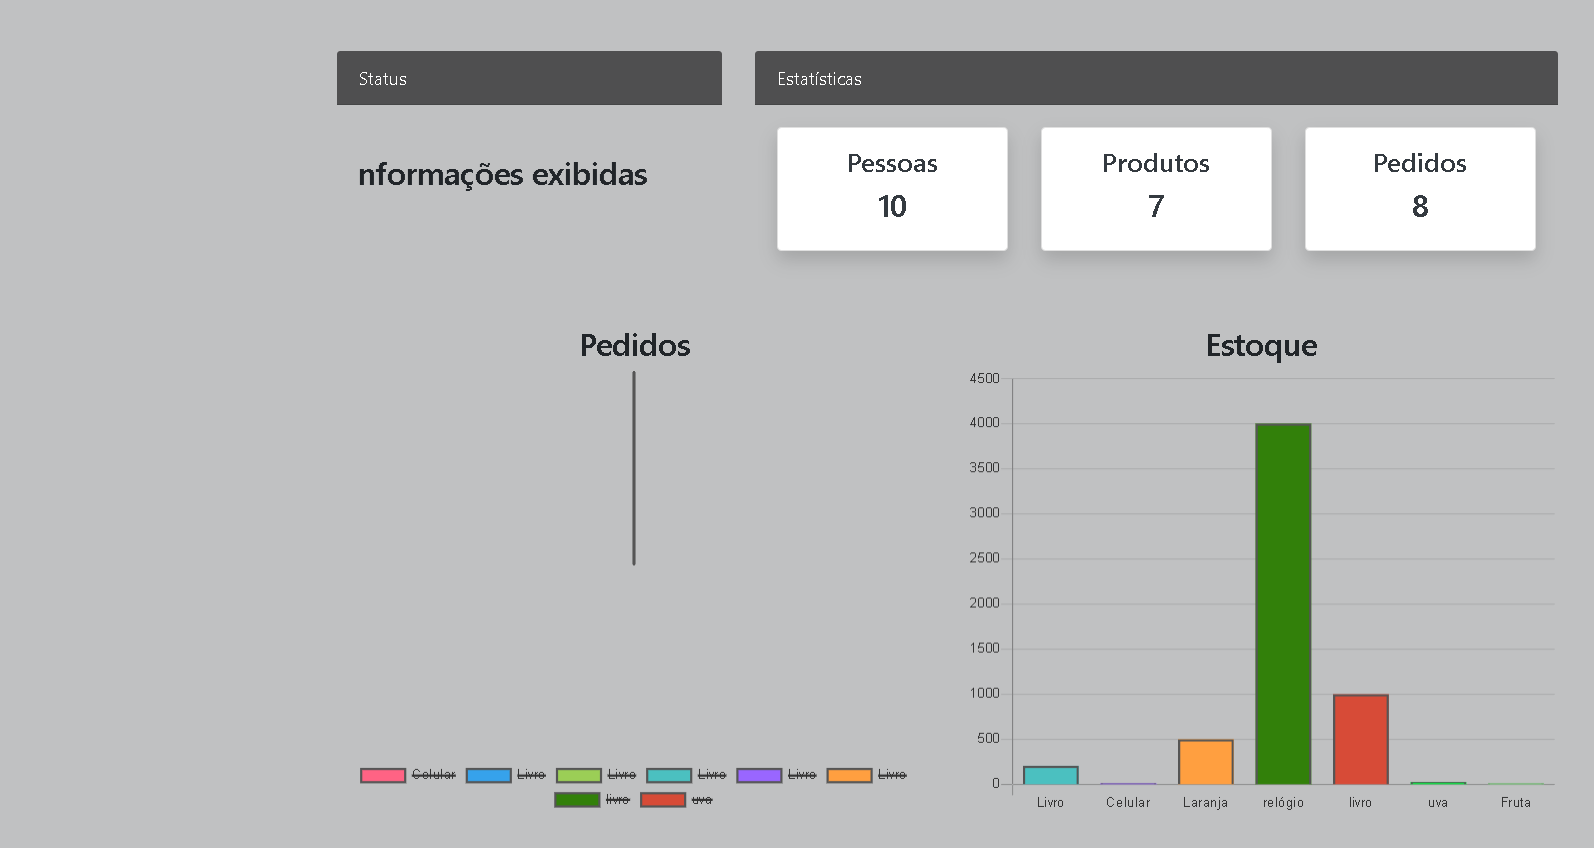 Status
Estatísticas
nformações exibidas
Pessoas
10
Produtos
7
Pedidos
8
Pedidos
Celular Livro Livro Livro Livro Livro
livro uva
Estoque
4500
4000
3500
3000
2500
2000
1500
1000
500
0
Livro Celular Laranja relógio livro uva Fruta